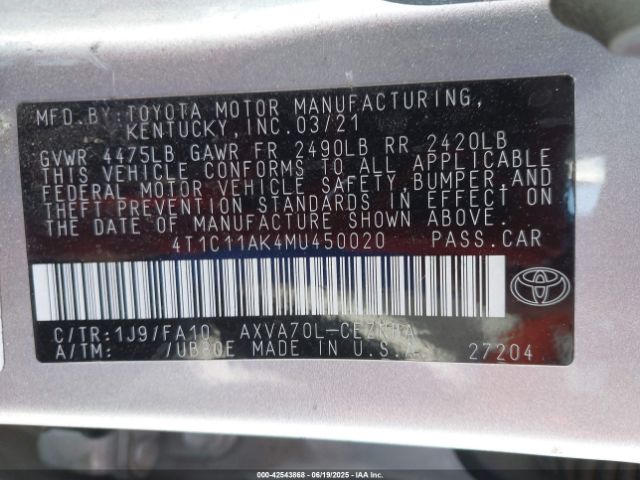 MFD. BY: TOYOTA MOTOR MANUFACTURING,
KENTUCKY, INC. 03/21
GVWR 4475LB GAWR FR 2490LB RR 2420LB
THIS VEHICLE CONFORMS TO ALL APPLICABLE
FEDERAL MOTOR VEHICLE SAFETY, BUMPER, AND
THEFT PREVENTION STANDARDS IN EFFECT ON
THE DATE OF MANUFACTURE SHOWN ABOVE.
4T1C11AK4MU450020 PASS. CAR
C/TR: 1J9/FA10
A/TM: /UB80E MADE IN U.S.A. 27204
000-42543868 - 06/19/2025 - IAAI